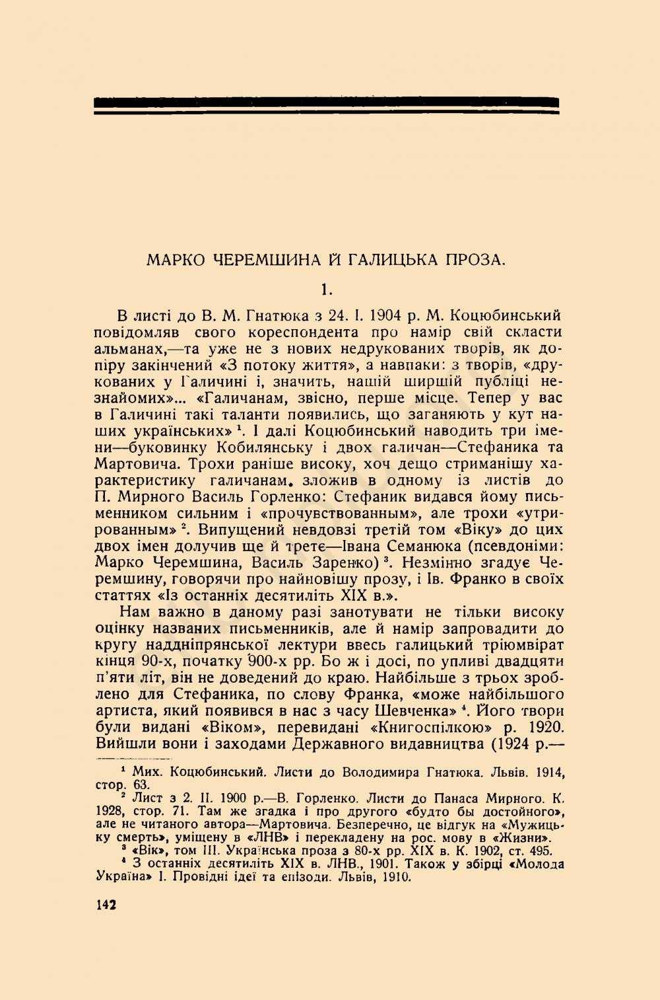 МАРКО ЧЕРЕМШИНА Й ГАЛИЦЬКА ПРОЗА.
1.
В листі до В. М. Гнатюка з 24. I. 1904 р. М. Коцюбинський
повідомляв свого кореспондента про намір свій скласти
альманах,—та уже не з нових недрукованих творів, як до-
піру закінчений «З потоку життя», а навпаки: з творів, «дру-
кованих у Галичині і, значить, нашій ширшій публіці не-
знайомих»... «Галичанам, звісно, перше місце. Тепер у вас
в Галичині такі таланти появились, що заганяють у кут на-
ших українських» ¹. І далі Коцюбинський наводить три іме-
ни—буковинку Кобилянську і двох галичан—Стефаника та
Мартовича. Трохи раніше високу, хоч дещо стриманішу ха-
рактеристику галичанам. зложив в одному із листів до
П. Мирного Василь Горленко: Стефаник видався йому пись-
менником сильним і «прочувствованным», але трохи «утри-
рованным» ². Випущений невдовзі третій том «Віку» до цих
двох імен долучив ще й третє—Івана Семанюка (псевдоніми:
Марко Черемшина, Василь Заренко) ³. Незмінно згадує Че-
ремшину, говорячи про найновішу прозу, і Ів. Франко в своїх
статтях «Із останніх десятиліть XIX в.».
Нам важно в даному разі занотувати не тільки високу
оцінку названих письменників, але й намір запровадити до
кругу наддніпрянської лектури ввесь галицький тріюмвірат
кінця 90-х, початку 900-х рр. Бо ж і досі, по упливі двадцяти
п’яти літ, він не доведений до краю. Найбільше з трьох зроб-
лено для Стефаника, по слову Франка, «може найбільшого
артиста, який появився в нас з часу Шевченка» ⁴. Його твори
були видані «Віком», перевидані «Книгоспілкою» р. 1920.
Вийшли вони і заходами Державного видавництва (1924 р.—
¹ Мих. Коцюбинський. Листи до Володимира Гнатюка. Львів. 1914,
стор. 63.
² Лист з 2. II. 1900 р.—В. Горленко. Листи до Панаса Мирного. К.
1928, стор. 71. Там же згадка і про другого «будто бы достойного»,
але не читаного автора—Мартовича. Безперечно, це відгук на «Мужиць-
ку смерть», уміщену в «ЛНВ» і перекладену на рос. мову в «Жизни».
³ «Вік», том III. Українська проза з 80-х рр. XIX в. К. 1902, ст. 495.
⁴ З останніх десятиліть XIX в. ЛНВ., 1901. Також у збірці «Молода
Україна» I. Провідні ідеї та епізоди. Львів, 1910.
142